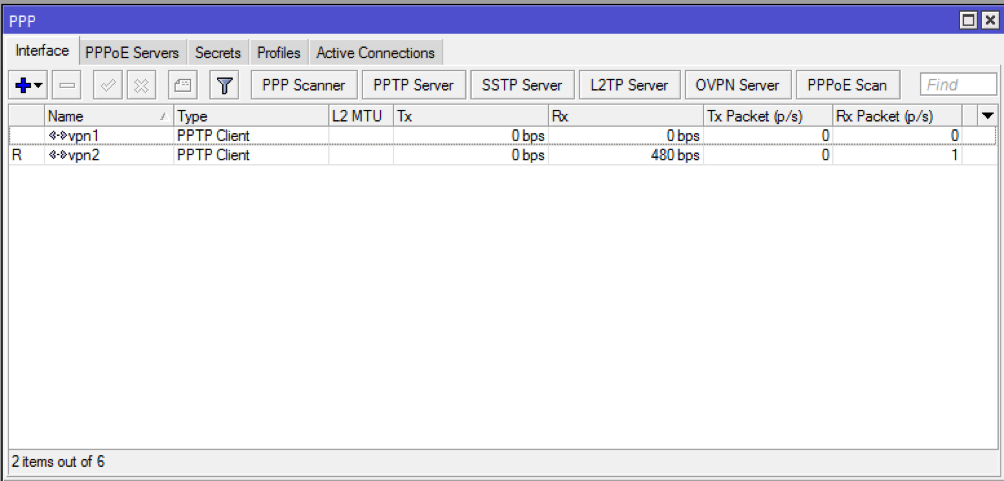 PPP
Interface PPPoE Servers Secrets Profiles Active Connections
PPP Scanner PPTP Server SSTP Server L2TP Server OVPN Server PPPoE Scan Find
Name Type L2 MTU Tx Rx Tx Packet (p/s) Rx Packet (p/s)
vpn1 PPTP Client 0 bps 0 bps 0 0
R vpn2 PPTP Client 0 bps 480 bps 0 1
2 items out of 6